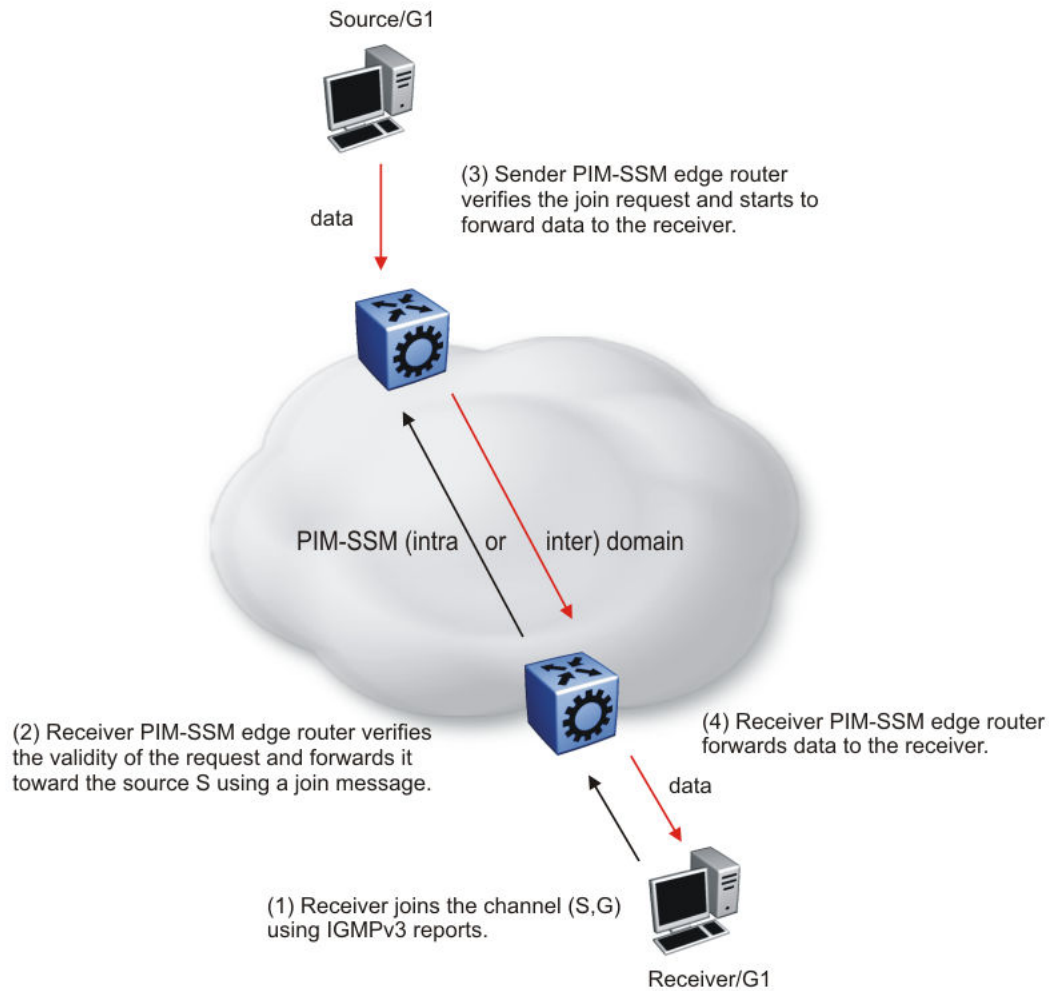 Source/G1
(3) Sender PIM-SSM edge router
verifies the join request and starts to
forward data to the receiver.
data
PIM-SSM (intra or inter) domain
(2) Receiver PIM-SSM edge router verifies
the validity of the request and forwards it
toward the source S using a join message.
(4) Receiver PIM-SSM edge router
forwards data to the receiver.
data
(1) Receiver joins the channel (S,G)
using IGMPv3 reports.
Receiver/G1